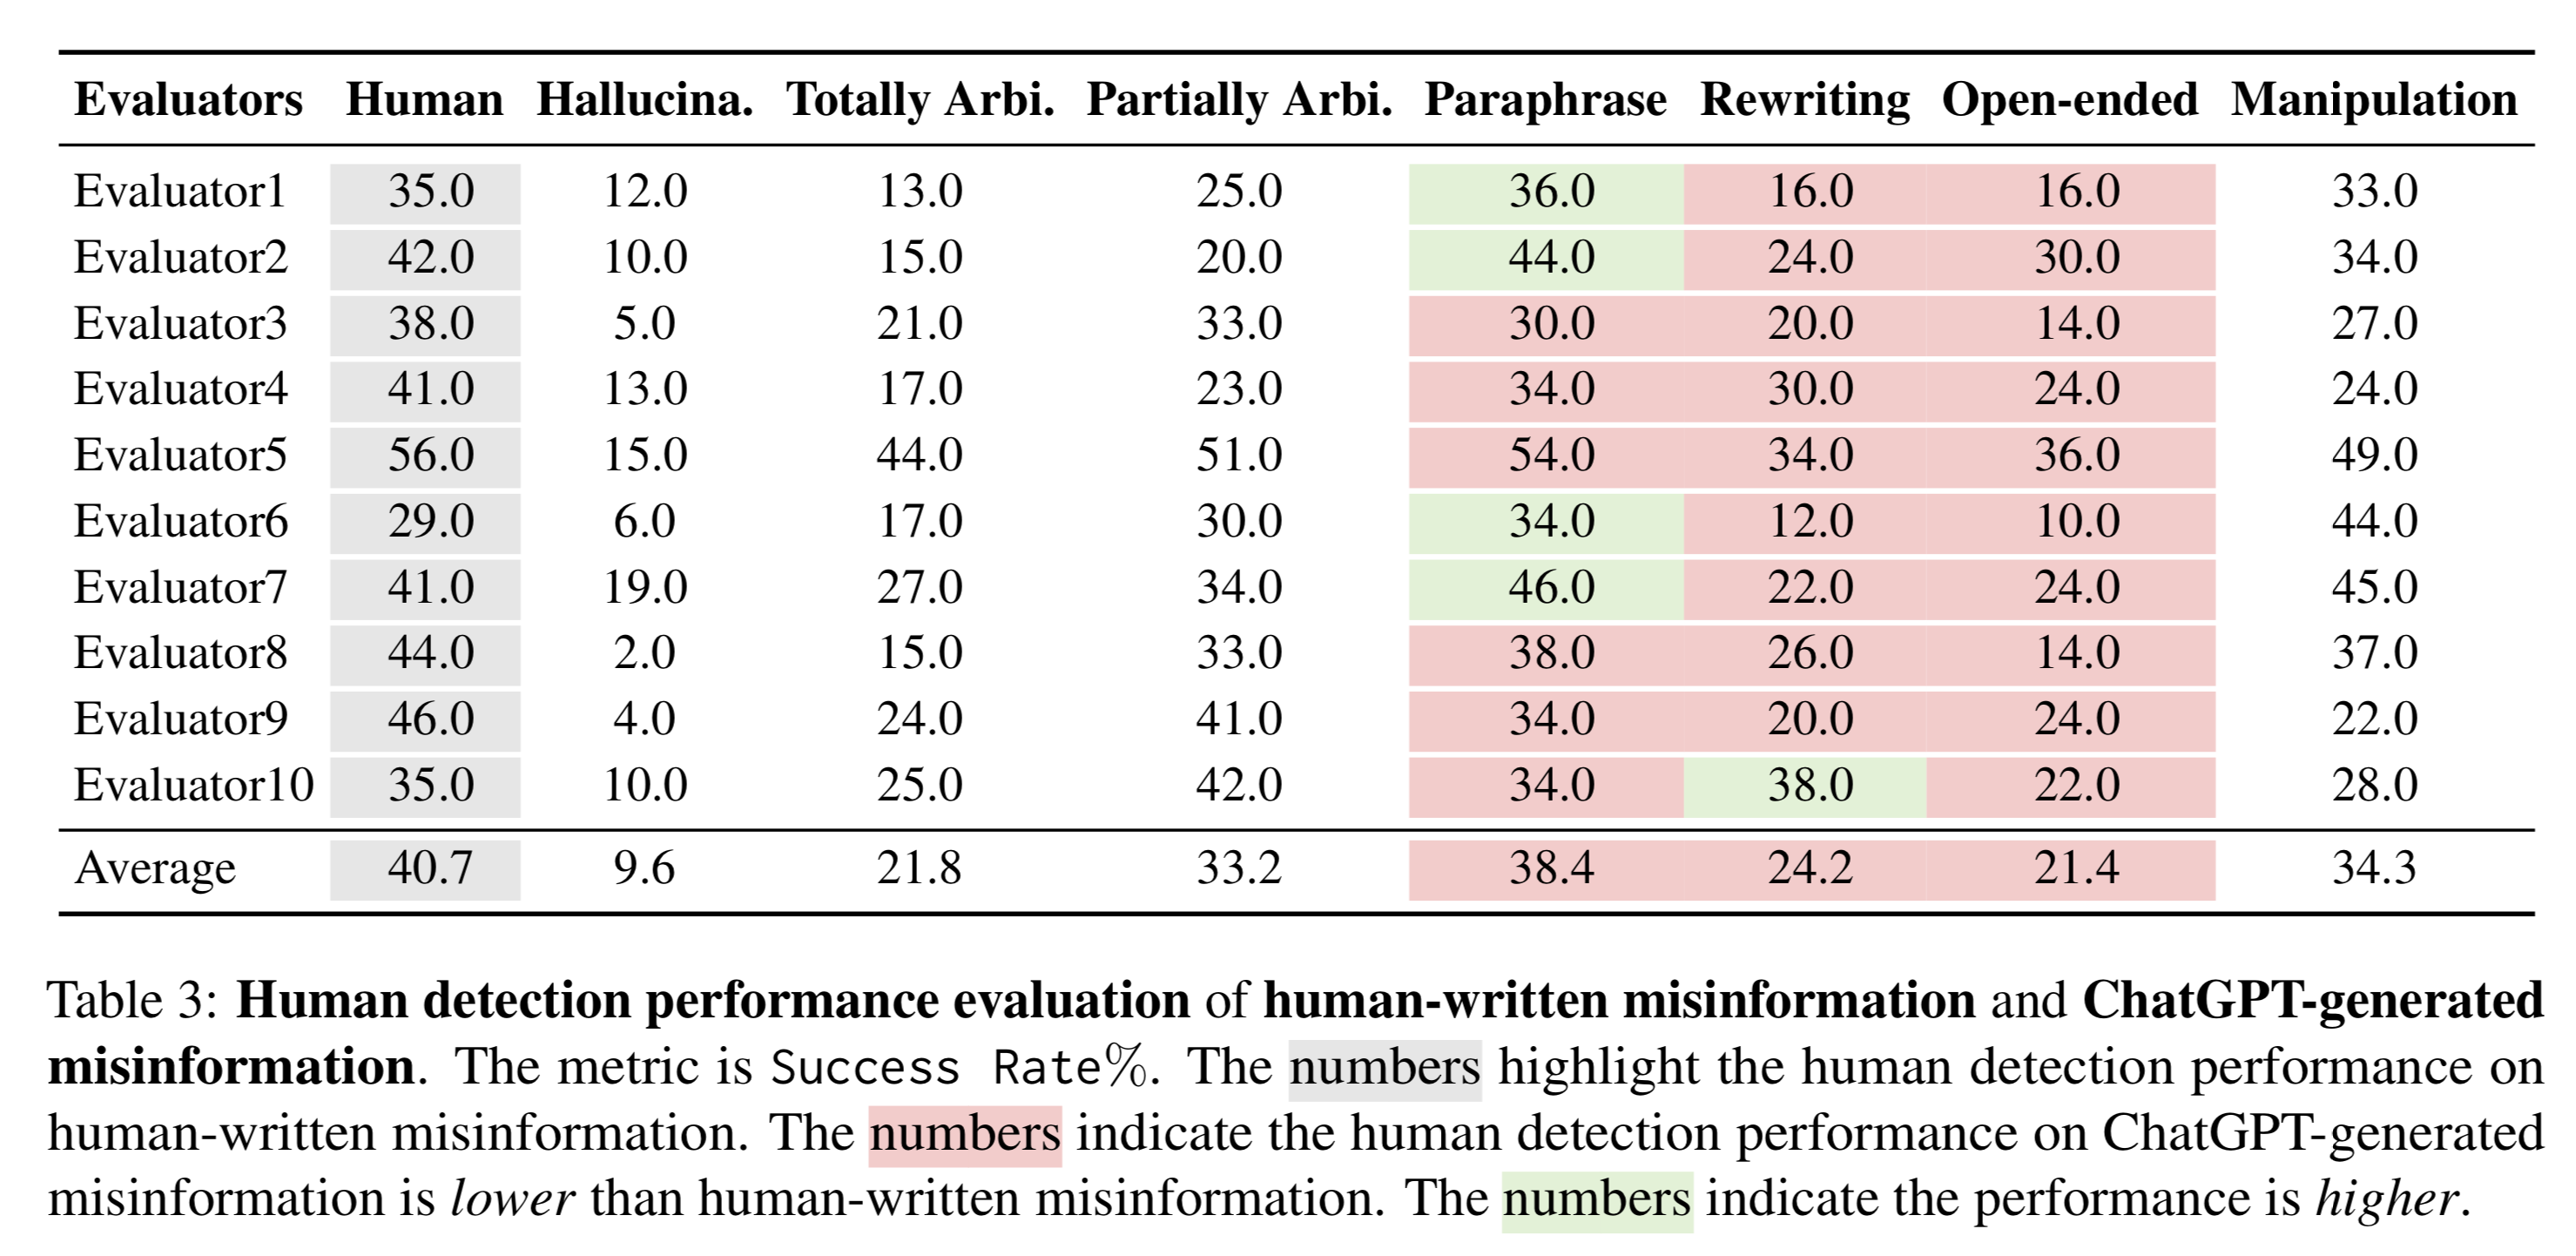 Evaluators Human Hallucina. Totally Arbi. Partially Arbi. Paraphrase Rewriting Open-ended Manipulation
Evaluator1 35.0 12.0 13.0 25.0 36.0 16.0 16.0 33.0
Evaluator2 42.0 10.0 15.0 20.0 44.0 24.0 30.0 34.0
Evaluator3 38.0 5.0 21.0 33.0 30.0 20.0 14.0 27.0
Evaluator4 41.0 13.0 17.0 23.0 34.0 30.0 24.0 24.0
Evaluator5 56.0 15.0 44.0 51.0 54.0 34.0 36.0 49.0
Evaluator6 29.0 6.0 17.0 30.0 34.0 12.0 10.0 44.0
Evaluator7 41.0 19.0 27.0 34.0 46.0 22.0 24.0 45.0
Evaluator8 44.0 2.0 15.0 33.0 38.0 26.0 14.0 37.0
Evaluator9 46.0 4.0 24.0 41.0 34.0 20.0 24.0 22.0
Evaluator10 35.0 10.0 25.0 42.0 34.0 38.0 22.0 28.0
Average 40.7 9.6 21.8 33.2 38.4 24.2 21.4 34.3
Table 3: Human detection performance evaluation of human-written misinformation and ChatGPT-generated
misinformation. The metric is Success Rate%. The numbers highlight the human detection performance on
human-written misinformation. The numbers indicate the human detection performance on ChatGPT-generated
misinformation is lower than human-written misinformation. The numbers indicate the performance is higher.